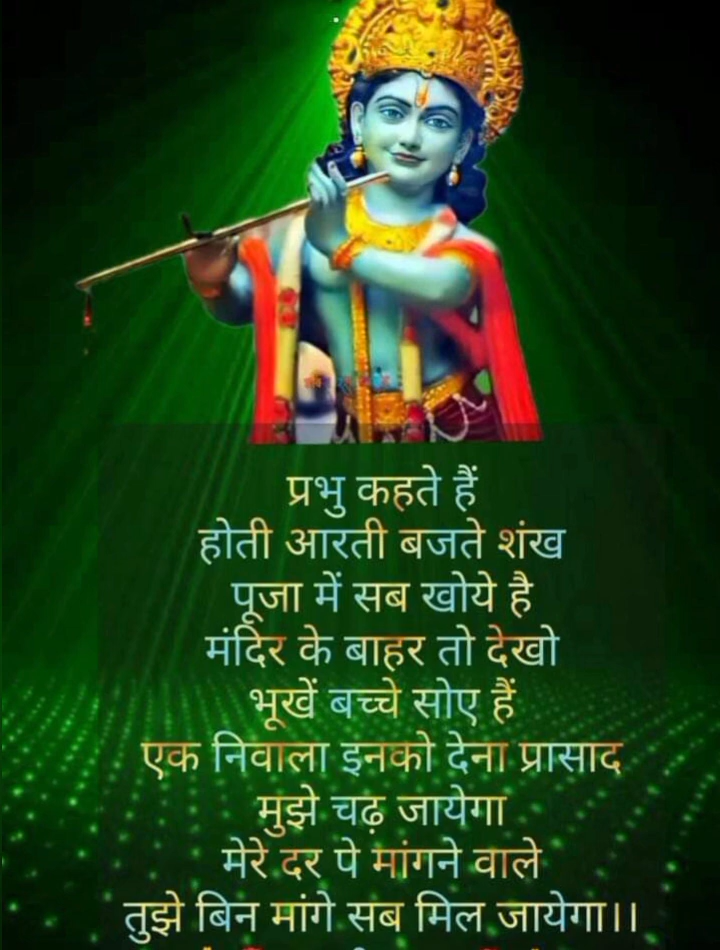 प्रभु कहते हैं
होती आरती बजते शंख
पूजा में सब खोये है
मंदिर के बाहर तो देखो
भूखें बच्चे सोए हैं
एक निवाला इनको देना प्रासाद
मुझे चढ़ जायेगा
मेरे दर पे मांगने वाले
तुझे बिन मांगे सब मिल जायेगा।।